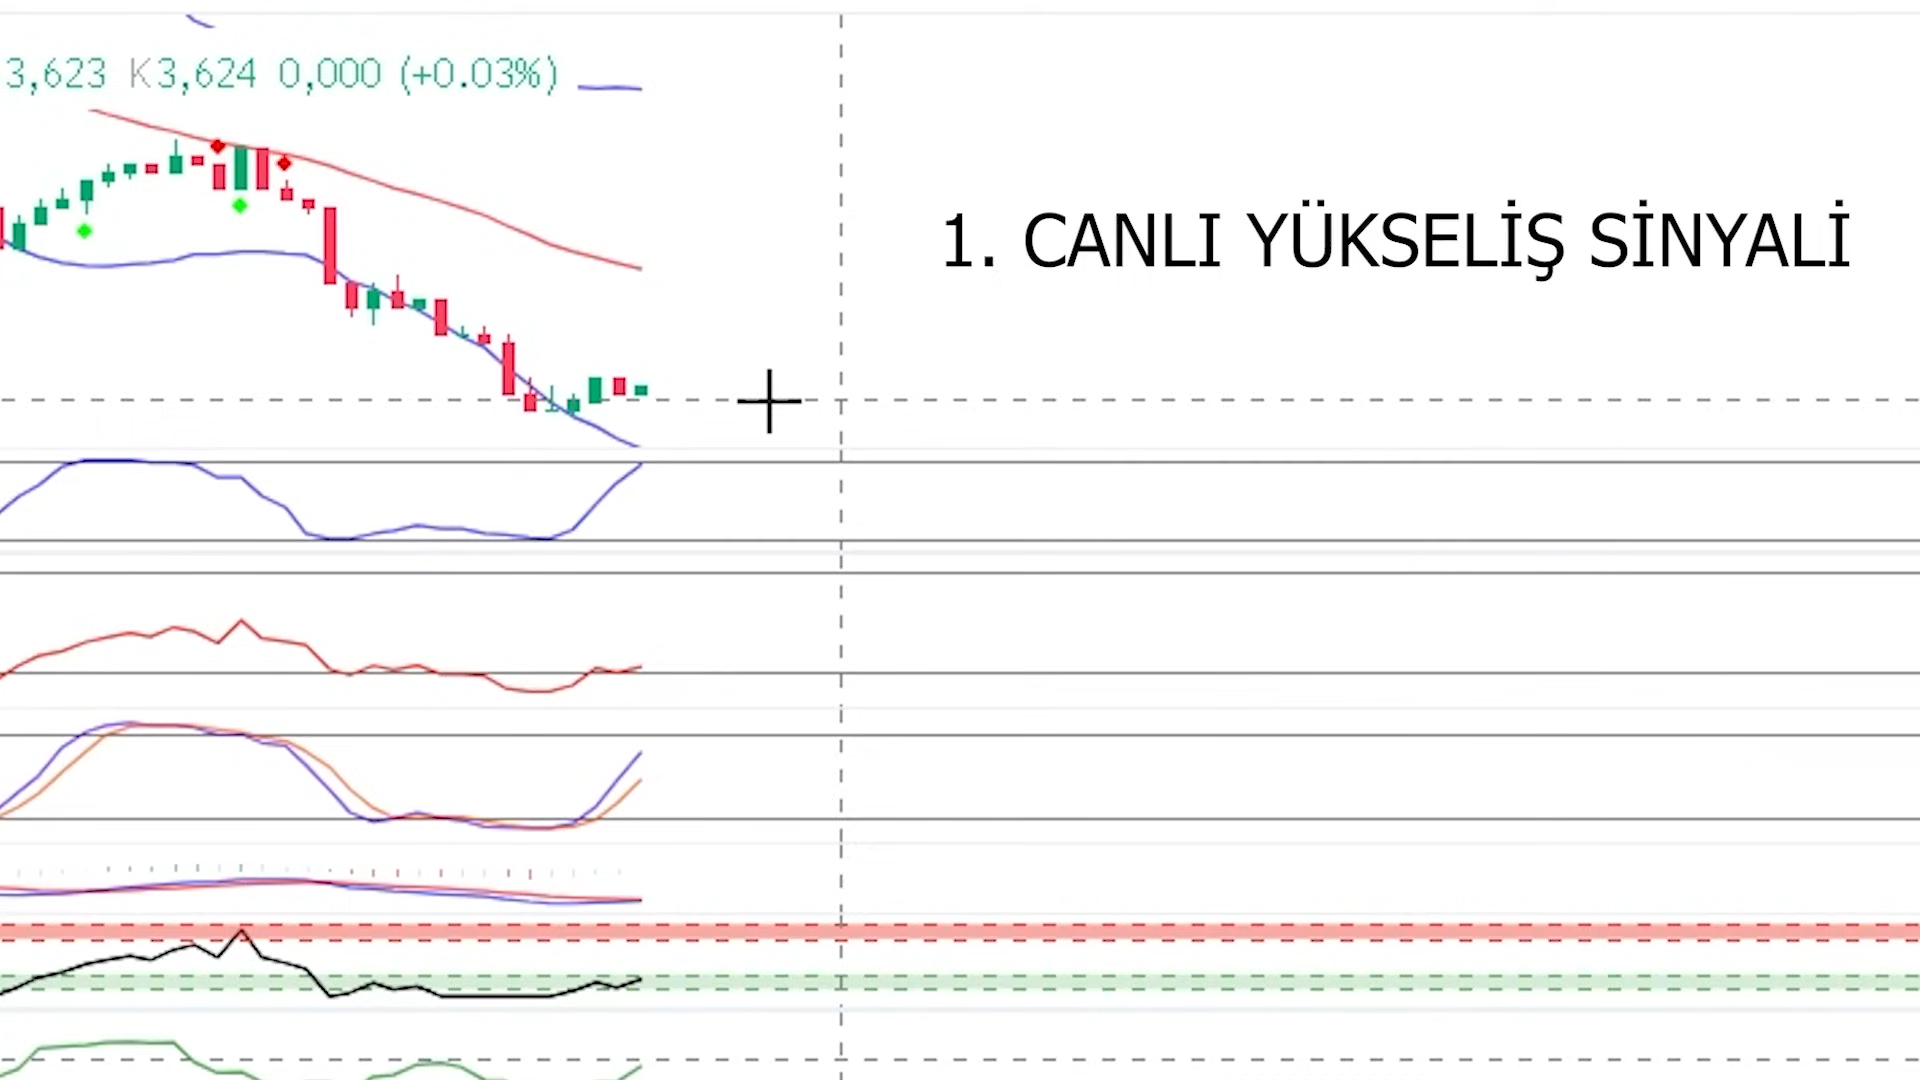 3,623 K3,624 0,000 (+0.03%)
1. CANLI YÜKSELİŞ SİNYALİ